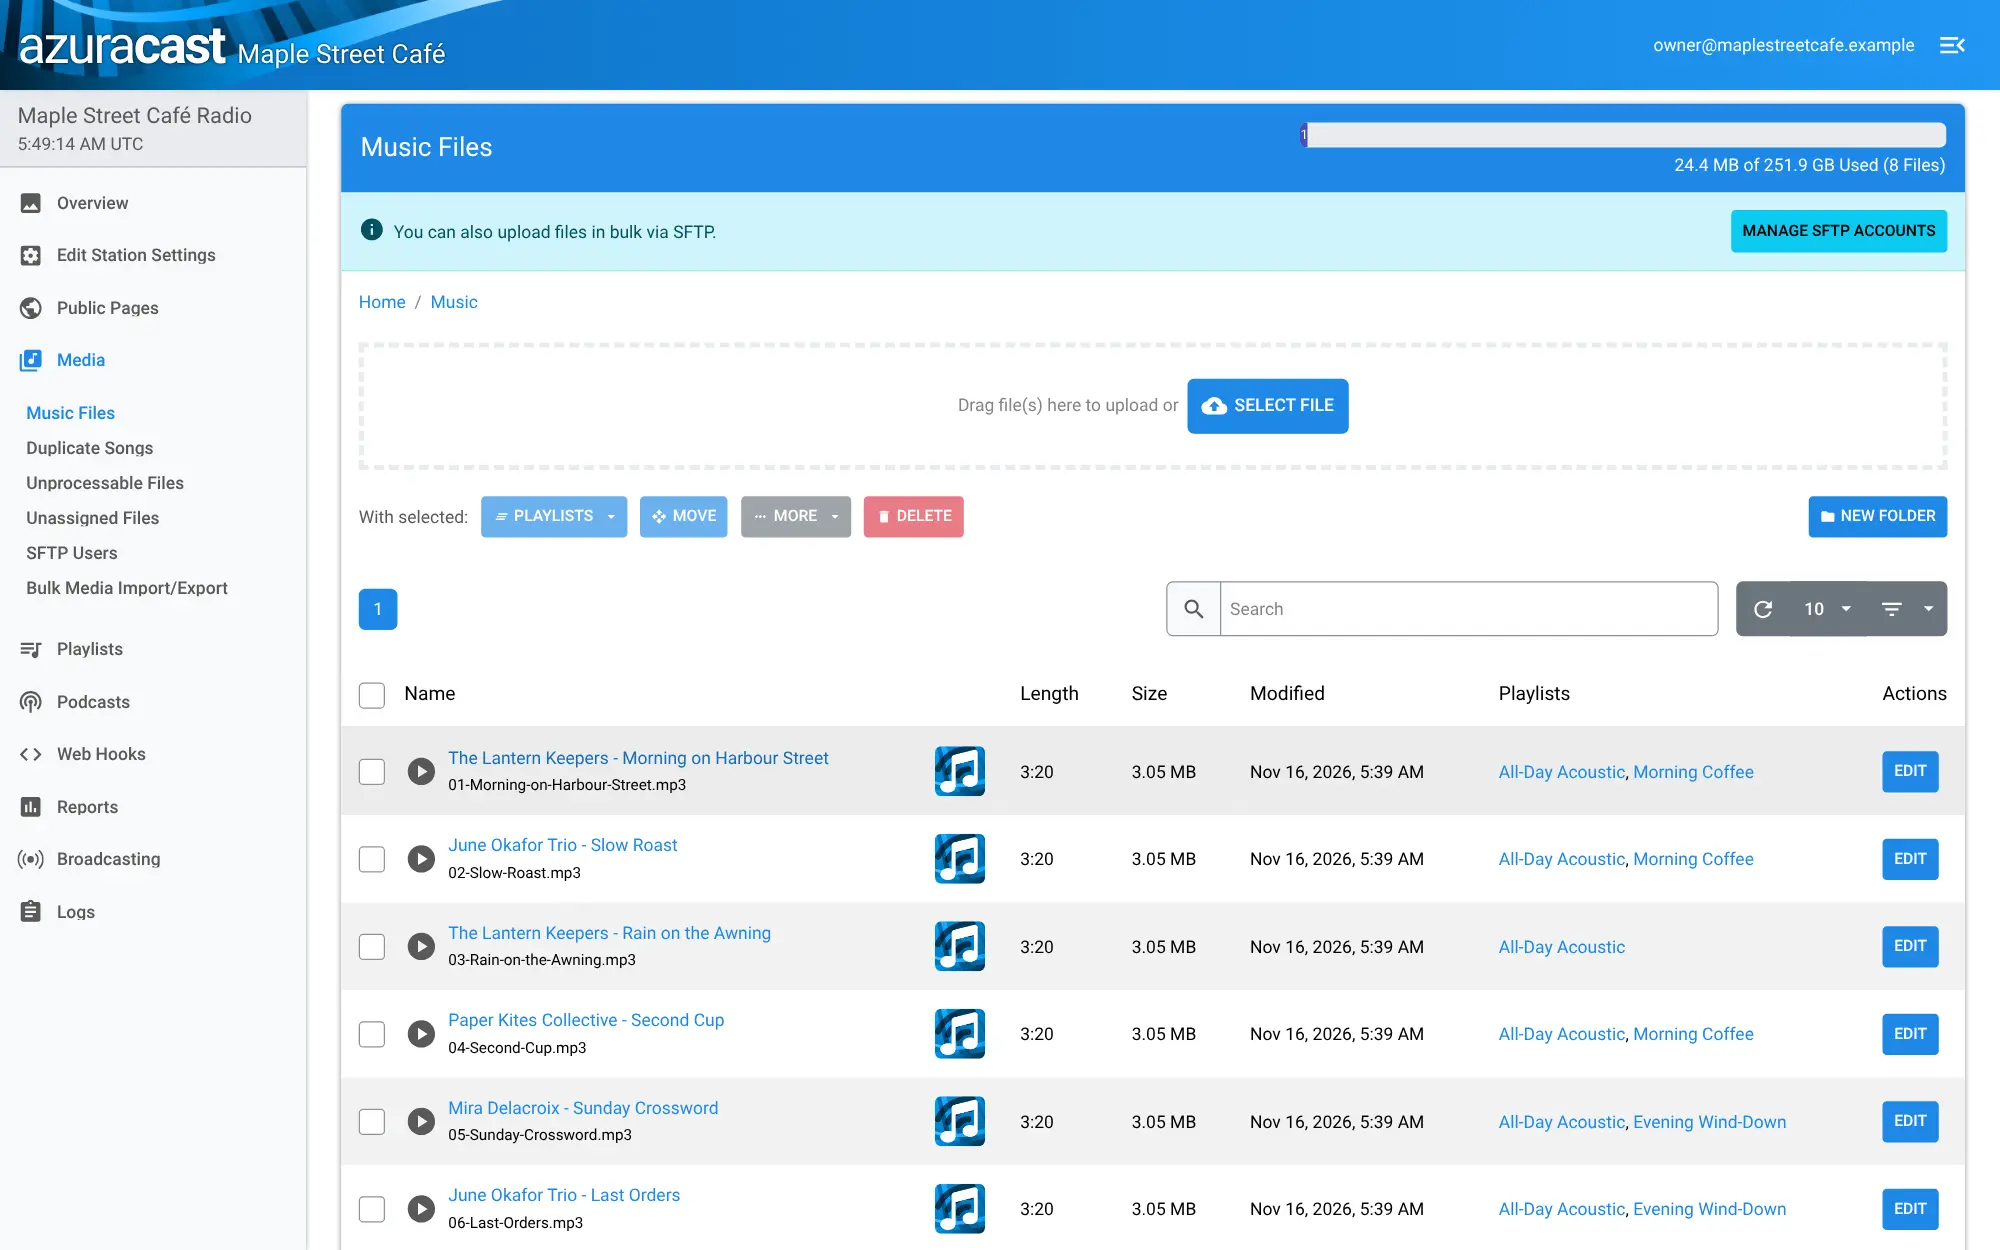 azuracast Maple Street Café
owner@maplestreetcafe.example
Maple Street Café Radio
5:49:14 AM UTC
Overview
Edit Station Settings
Public Pages
Media
Music Files
Duplicate Songs
Unprocessable Files
Unassigned Files
SFTP Users
Bulk Media Import/Export
Playlists
Podcasts
Web Hooks
Reports
Broadcasting
Logs
Music Files
1
24.4 MB of 251.9 GB Used (8 Files)
You can also upload files in bulk via SFTP.
MANAGE SFTP ACCOUNTS
Home / Music
Drag file(s) here to upload or SELECT FILE
With selected: PLAYLISTS MOVE MORE DELETE
NEW FOLDER
1
Search
10
Name Length Size Modified Playlists Actions
The Lantern Keepers - Morning on Harbour Street
01-Morning-on-Harbour-Street.mp3
3:20 3.05 MB Nov 16, 2026, 5:39 AM All-Day Acoustic, Morning Coffee EDIT
June Okafor Trio - Slow Roast
02-Slow-Roast.mp3
3:20 3.05 MB Nov 16, 2026, 5:39 AM All-Day Acoustic, Morning Coffee EDIT
The Lantern Keepers - Rain on the Awning
03-Rain-on-the-Awning.mp3
3:20 3.05 MB Nov 16, 2026, 5:39 AM All-Day Acoustic EDIT
Paper Kites Collective - Second Cup
04-Second-Cup.mp3
3:20 3.05 MB Nov 16, 2026, 5:39 AM All-Day Acoustic, Morning Coffee EDIT
Mira Delacroix - Sunday Crossword
05-Sunday-Crossword.mp3
3:20 3.05 MB Nov 16, 2026, 5:39 AM All-Day Acoustic, Evening Wind-Down EDIT
June Okafor Trio - Last Orders
06-Last-Orders.mp3
3:20 3.05 MB Nov 16, 2026, 5:39 AM All-Day Acoustic, Evening Wind-Down EDIT